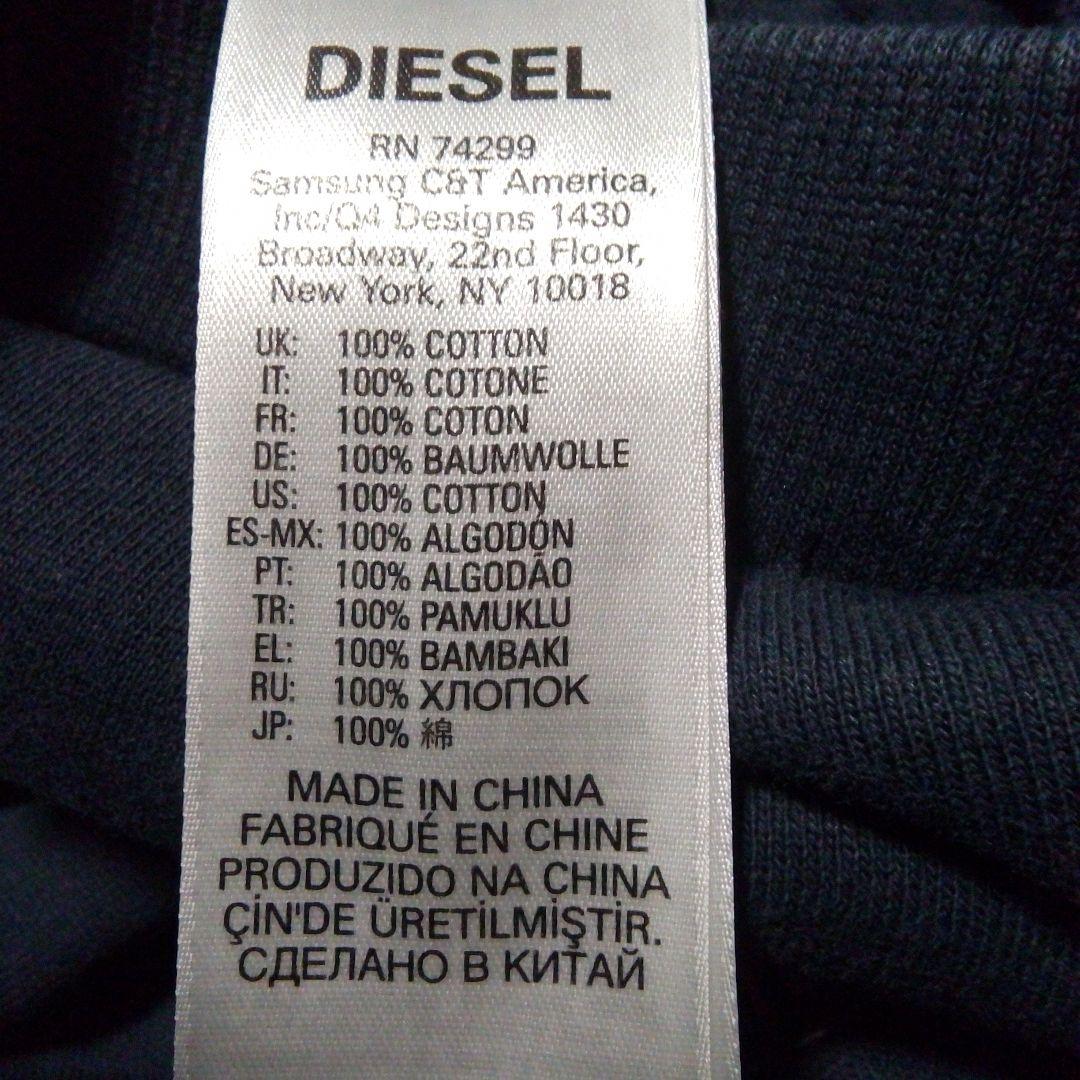 DIESEL
RN 74299
Samsung C&T America,
Inc/Q4 Designs 1430
Broadway, 22nd Floor,
New York, NY 10018
UK: 100% COTTON
IT: 100% COTONE
FR: 100% COTON
DE: 100% BAUMWOLLE
US: 100% COTTON
ES-MX: 100% ALGODÓN
PT: 100% ALGODÃO
TR: 100% PAMUKLU
EL: 100% BAMBAKI
RU: 100% ХЛОПОК
JP: 100% 綿
MADE IN CHINA
FABRIQUÉ EN CHINE
PRODUZIDO NA CHINA
ÇİN'DE ÜRETİLMİŞTİR.
СДЕЛАНО В КИТАЙ